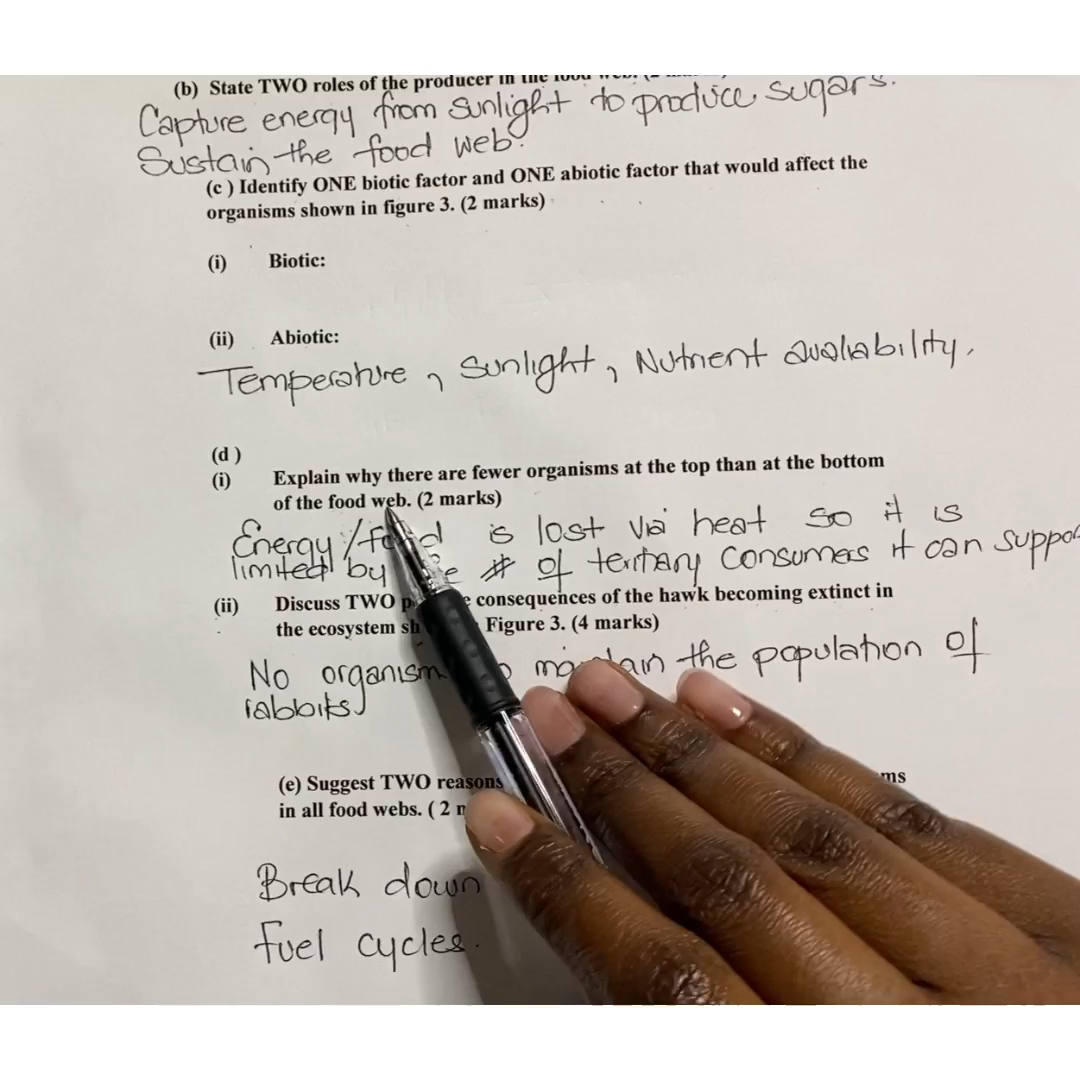 (b) State TWO roles of the producer in the food web. (2
Capture energy from sunlight to produce sugars.
Sustain the food web.
(c ) Identify ONE biotic factor and ONE abiotic factor that would affect the
organisms shown in figure 3. (2 marks)
(i) Biotic:
(ii) Abiotic:
Temperature, Sunlight, Nutrient avaliability.
(d )
(i) Explain why there are fewer organisms at the top than at the bottom
of the food web. (2 marks)
Energy / is lost via heat so it is
limited by # of teritary consumers it can suppor
(ii) Discuss TWO consequences of the hawk becoming extinct in
the ecosystem Figure 3. (4 marks)
No organism the population of
rabbits
(e) Suggest TWO reasons
in all food webs. ( 2
Break down
fuel cycles.